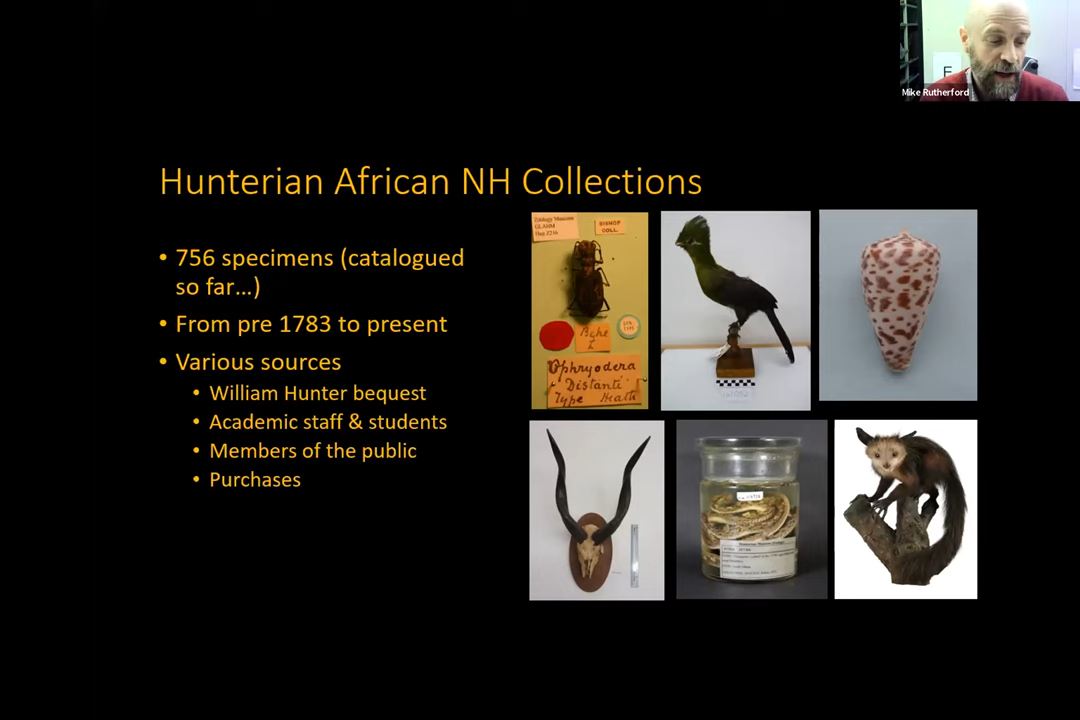 E
Mike Rutherford
Hunterian African NH Collections
• 756 specimens (catalogued
so far…)
• From pre 1783 to present
• Various sources
• William Hunter bequest
• Academic staff & students
• Members of the public
• Purchases
Zoology Museum
GLAHM
BISHOP
COLL.
Ophryodera
Distanti
Type Heath